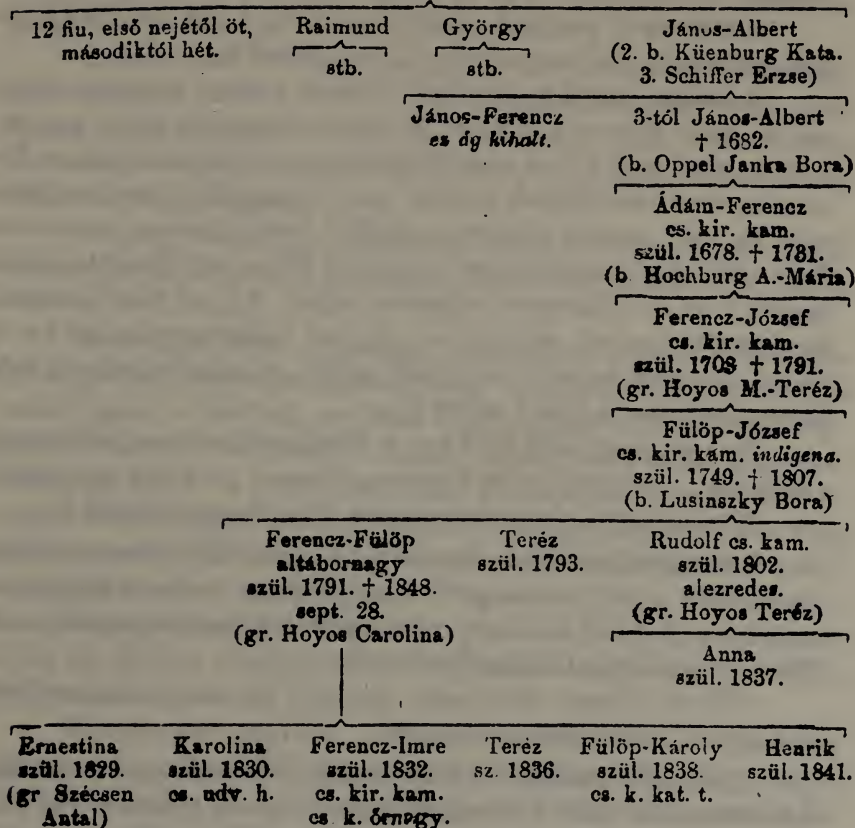 12 fiu, első nejétől öt,
másodiktól hét.
Raimund
stb.
György
stb.
János-Albert
(2. b. Küenburg Kata.
3. Schiffer Erzse)
János-Ferencz
ez ág kihalt.
3-tól János-Albert
† 1682.
(b. Oppel Janka Bora)
Ádám-Ferencz
cs. kir. kam.
szül. 1678. † 1781.
(b. Hochburg A.-Mária)
Ferencz-József
cs. kir. kam.
szül. 1708 † 1791.
(gr. Hoyos M.-Teréz)
Fülöp-József
cs. kir. kam. indigena.
szül. 1749. † 1807.
(b. Lusinszky Bora)
Ferencz-Fülöp
altábornagy
szül. 1791. † 1848.
sept. 28.
(gr. Hoyos Carolina)
Teréz
szül. 1793.
Rudolf cs. kam.
szül. 1802.
alezredes.
(gr. Hoyos Teréz)
Anna
szül. 1837.
Ernestina
szül. 1829.
(gr Szécsen
Antal)
Karolina
szül. 1830.
cs. udv. h.
Ferencz-Imre
szül. 1832.
cs. kir. kam.
cs k. őrnagy.
Teréz
sz. 1836.
Fülöp-Károly
szül. 1838.
cs. k. kat. t.
Henrik
szül. 1841.